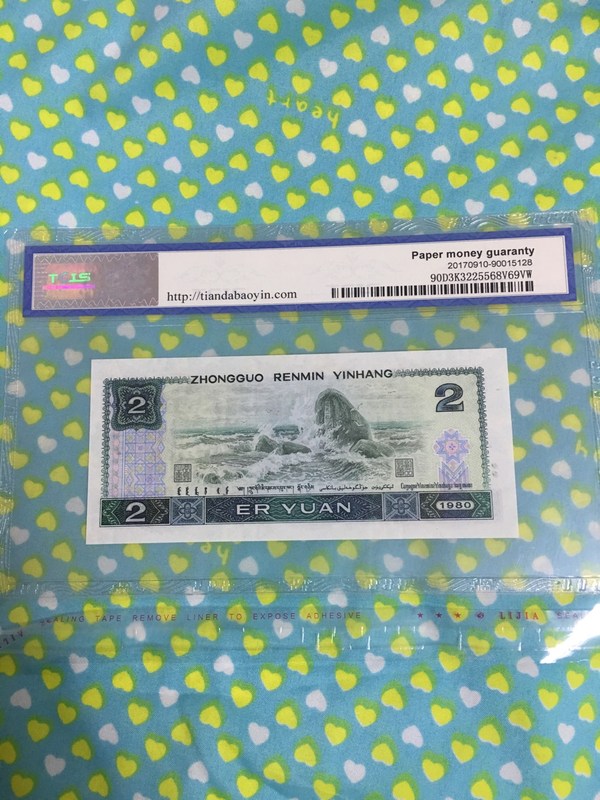 heart
Paper money guaranty
20170910-90015128
http://tiandabaoyin.com
90D3K3225568V69VW
ZHONGGUO RENMIN YINHANG
2
2
2
ER YUAN
1980
SEALING TAPE REMOVE LINER TO EXPOSE ADHESIVE
★ ★ ★ LIJIA